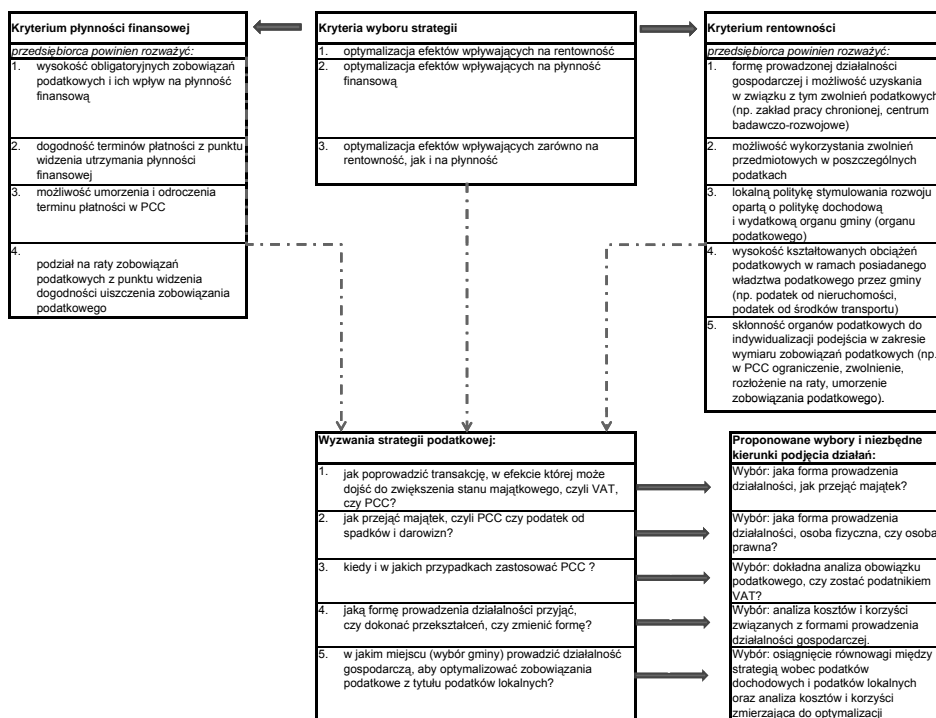 Kryterium płynności finansowej
przedsiębiorca powinien rozważyć:
1. wysokość obligatoryjnych zobowiązań
podatkowych i ich wpływ na płynność
finansową
2. dogodność terminów płatności z punktu
widzenia utrzymania płynności
finansowej
3. możliwość umorzenia i odroczenia
terminu płatności w PCC
4.
podział na raty zobowiązań
podatkowych z punktu widzenia
dogodności uiszczenia zobowiązania
podatkowego
Kryteria wyboru strategii
1. optymalizacja efektów wpływających na rentowność
2. optymalizacja efektów wpływających na płynność
finansową
3. optymalizacja efektów wpływających zarówno na
rentowność, jak i na płynność
Kryterium rentowności
przedsiębiorca powinien rozważyć:
1. formę prowadzonej działalności
gospodarczej i możliwość uzyskania
w związku z tym zwolnień podatkowych
(np. zakład pracy chronionej, centrum
badawczo-rozwojowe)
2. możliwość wykorzystania zwolnień
przedmiotowych w poszczególnych
podatkach
3. lokalną politykę stymulowania rozwoju
opartą o politykę dochodową
i wydatkową organu gminy (organu
podatkowego)
4. wysokość kształtowanych obciążeń
podatkowych w ramach posiadanego
władztwa podatkowego przez gminy
(np. podatek od nieruchomości,
podatek od środków transportu)
5. skłonność organów podatkowych do
indywidualizacji podejścia w zakresie
wymiaru zobowiązań podatkowych (np.
w PCC ograniczenie, zwolnienie,
rozłożenie na raty, umorzenie
zobowiązania podatkowego).
Wyzwania strategii podatkowej:
1. jak poprowadzić transakcję, w efekcie której może
dojść do zwiększenia stanu majątkowego, czyli VAT,
czy PCC?
2. jak przejąć majątek, czyli PCC czy podatek od
spadków i darowizn?
3. kiedy i w jakich przypadkach zastosować PCC ?
4. jaką formę prowadzenia działalności przyjąć,
czy dokonać przekształceń, czy zmienić formę?
5. w jakim miejscu (wybór gminy) prowadzić działalność
gospodarczą, aby optymalizować zobowiązania
podatkowe z tytułu podatków lokalnych?
Proponowane wybory i niezbędne
kierunki podjęcia działań:
Wybór: jaka forma prowadzenia
działalności, jak przejąć majątek?
Wybór: jaka forma prowadzenia
działalności, osoba fizyczna, czy osoba
prawna?
Wybór: dokładna analiza obowiązku
podatkowego, czy zostać podatnikiem
VAT?
Wybór: analiza kosztów i korzyści
związanych z formami prowadzenia
działalności gospodarczej.
Wybór: osiągnięcie równowagi między
strategią wobec podatków
dochodowych i podatków lokalnych
oraz analiza kosztów i korzyści
zmierzająca do optymalizacji